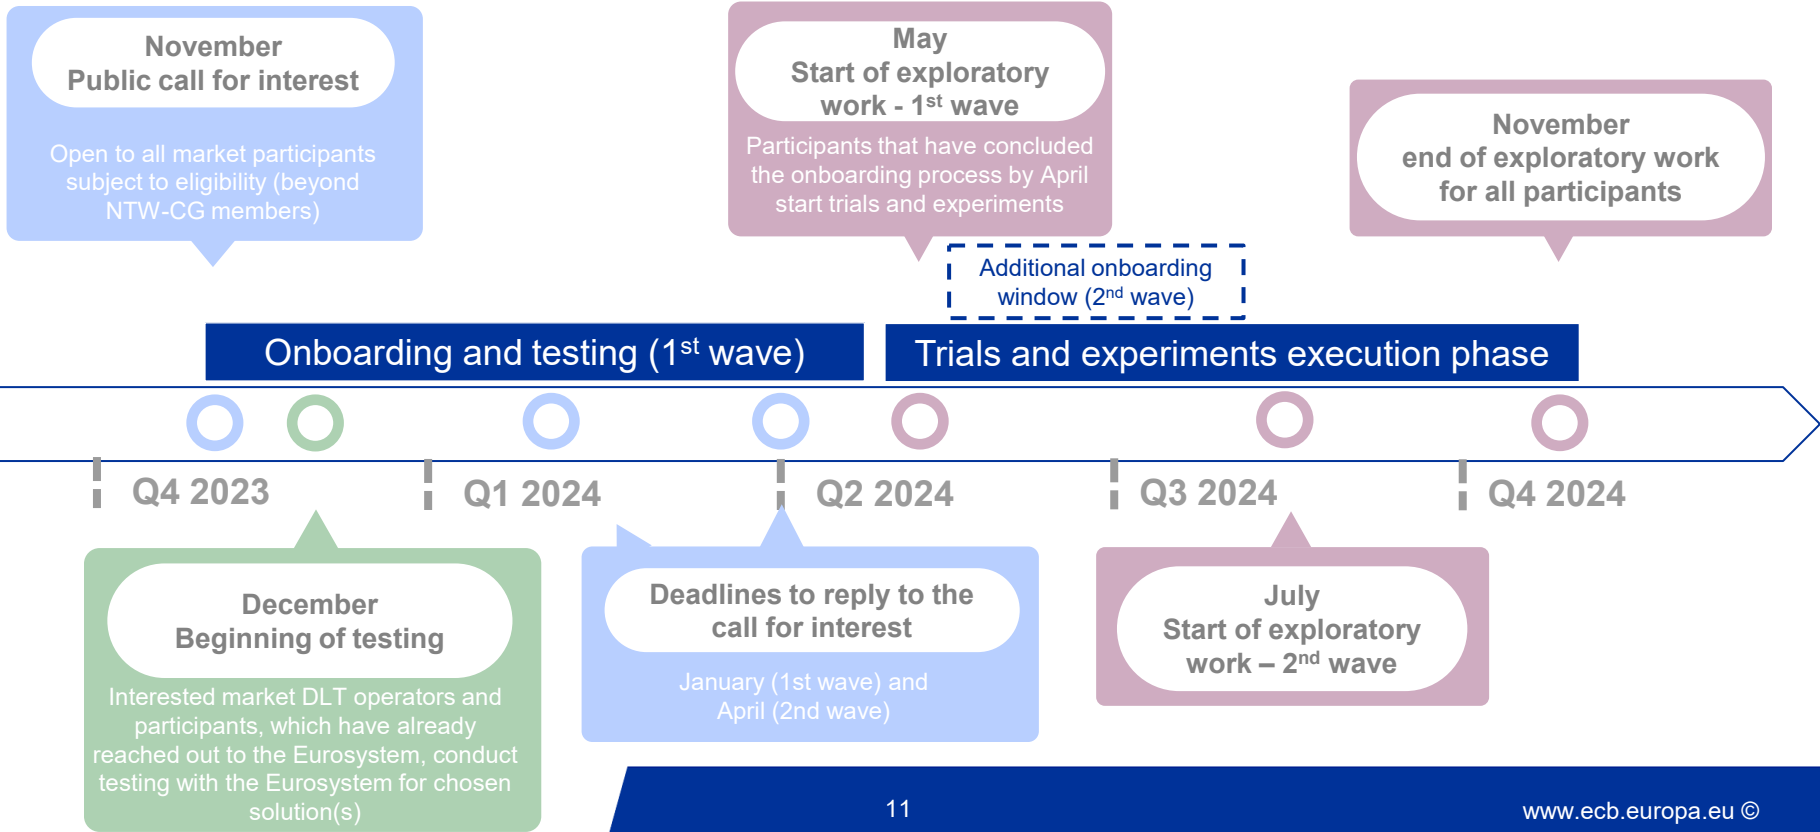 November
Public call for interest
Open to all market participants
subject to eligibility (beyond
NTW-CG members)
May
Start of exploratory
work - 1st wave
Participants that have concluded
the onboarding process by April
start trials and experiments
November
end of exploratory work
for all participants
Additional onboarding
window (2nd wave)
Onboarding and testing (1st wave)
Trials and experiments execution phase
Q4 2023
Q1 2024
Q2 2024
Q3 2024
Q4 2024
December
Beginning of testing
Interested market DLT operators and
participants, which have already
reached out to the Eurosystem, conduct
testing with the Eurosystem for chosen
solution(s)
Deadlines to reply to the
call for interest
January (1st wave) and
April (2nd wave)
July
Start of exploratory
work – 2nd wave
11
www.ecb.europa.eu ©